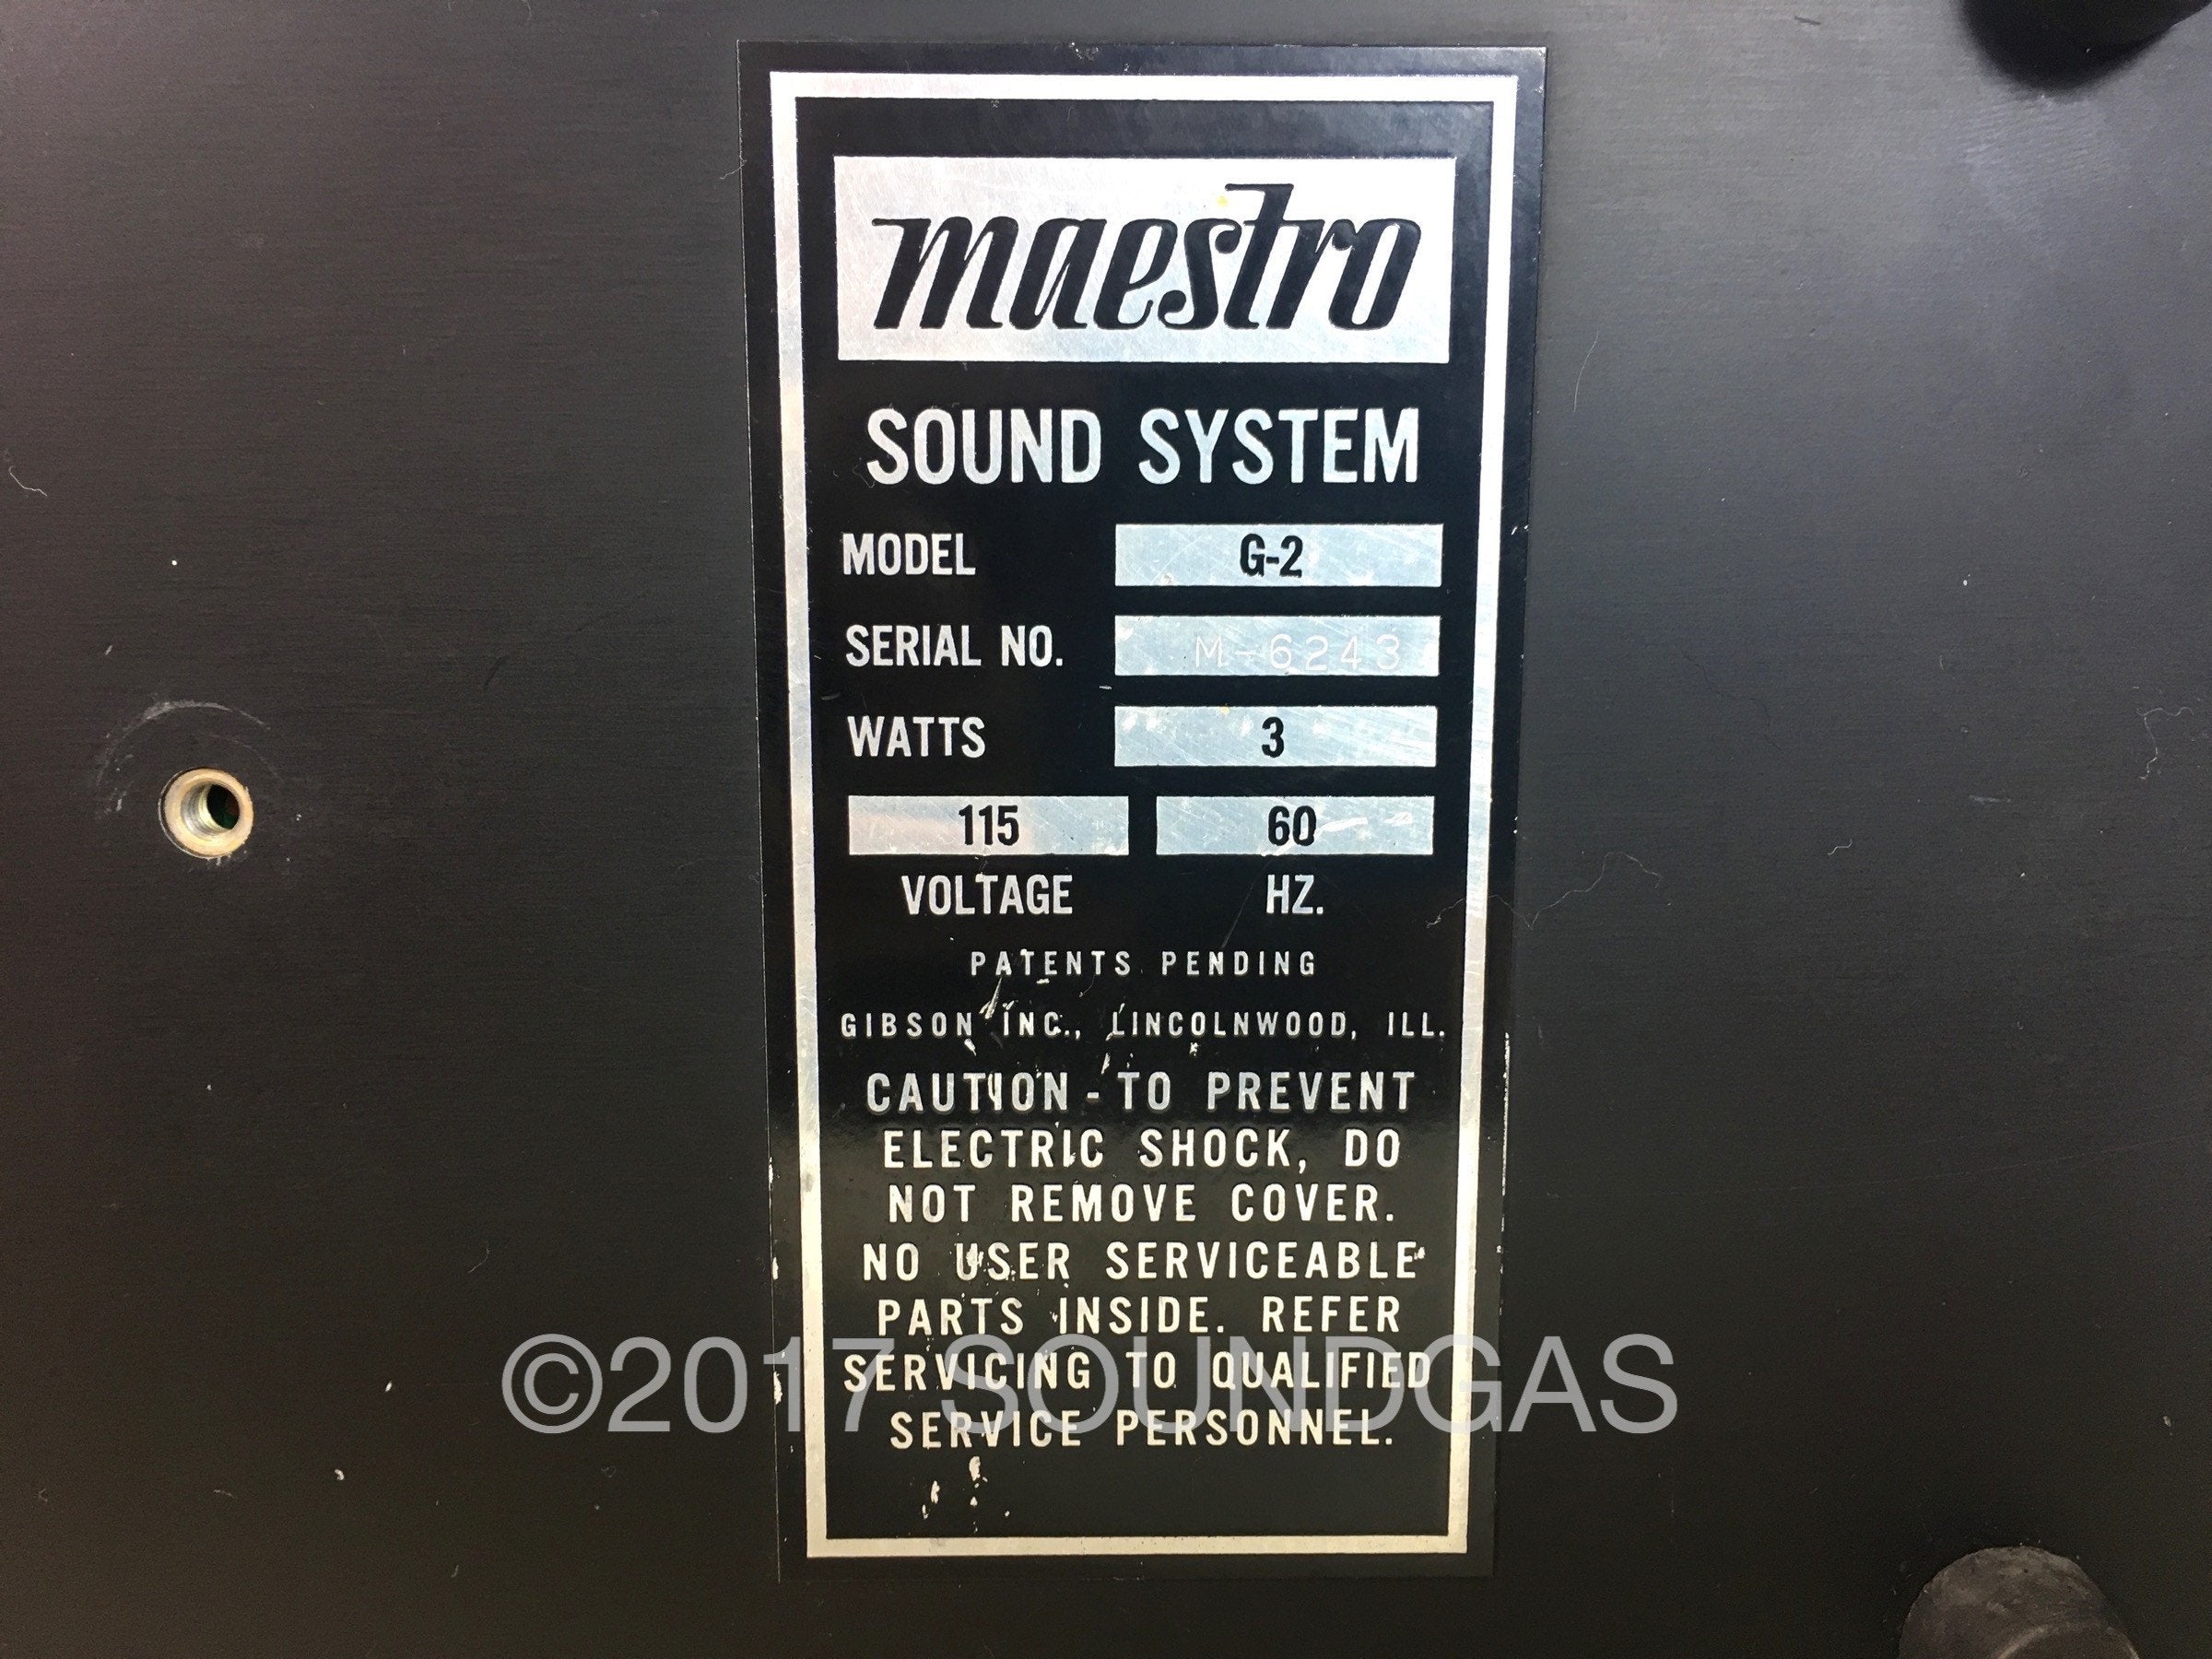 maestro
SOUND SYSTEM
MODEL G-2
SERIAL NO. M-6243
WATTS 3
115 60
VOLTAGE HZ.
PATENTS PENDING
GIBSON INC., LINCOLNWOOD, ILL.
CAUTION - TO PREVENT
ELECTRIC SHOCK, DO
NOT REMOVE COVER.
NO USER SERVICEABLE
PARTS INSIDE. REFER
SERVICING TO QUALIFIED
SERVICE PERSONNEL.
©2017 SOUNDGAS